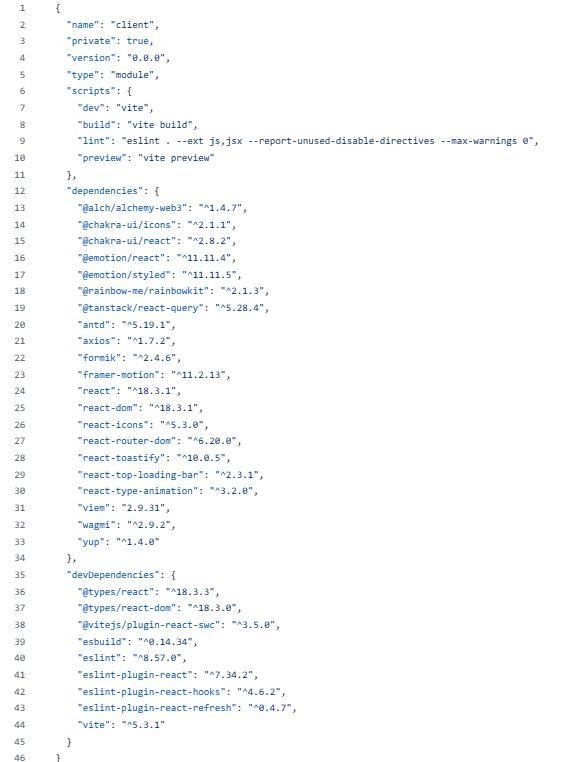 1 {
2 "name": "client",
3 "private": true,
4 "version": "0.0.0",
5 "type": "module",
6 "scripts": {
7 "dev": "vite",
8 "build": "vite build",
9 "lint": "eslint . --ext js,jsx --report-unused-disable-directives --max-warnings 0",
10 "preview": "vite preview"
11 },
12 "dependencies": {
13 "@alch/alchemy-web3": "^1.4.7",
14 "@chakra-ui/icons": "^2.1.1",
15 "@chakra-ui/react": "^2.8.2",
16 "@emotion/react": "^11.11.4",
17 "@emotion/styled": "^11.11.5",
18 "@rainbow-me/rainbowkit": "^2.1.3",
19 "@tanstack/react-query": "^5.28.4",
20 "antd": "^5.19.1",
21 "axios": "^1.7.2",
22 "formik": "^2.4.6",
23 "framer-motion": "^11.2.13",
24 "react": "^18.3.1",
25 "react-dom": "^18.3.1",
26 "react-icons": "^5.3.0",
27 "react-router-dom": "^6.20.0",
28 "react-toastify": "^10.0.5",
29 "react-top-loading-bar": "^2.3.1",
30 "react-type-animation": "^3.2.0",
31 "viem": "2.9.31",
32 "wagmi": "^2.9.2",
33 "yup": "^1.4.0"
34 },
35 "devDependencies": {
36 "@types/react": "^18.3.3",
37 "@types/react-dom": "^18.3.0",
38 "@vitejs/plugin-react-swc": "^3.5.0",
39 "esbuild": "^0.14.34",
40 "eslint": "^8.57.0",
41 "eslint-plugin-react": "^7.34.2",
42 "eslint-plugin-react-hooks": "^4.6.2",
43 "eslint-plugin-react-refresh": "^0.4.7",
44 "vite": "^5.3.1"
45 }
46 }